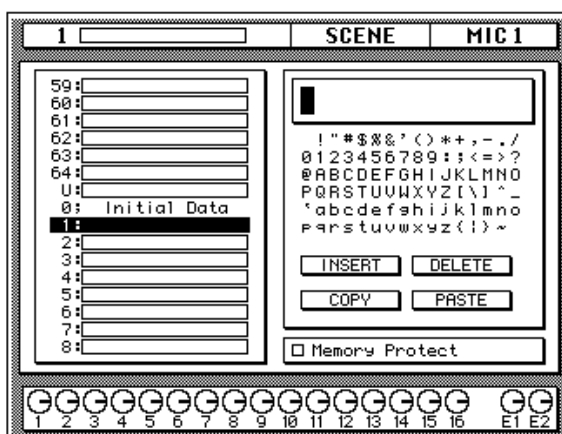 1 SCENE MIC 1
59:
60:
61:
62:
63:
64:
U:
0; Initial Data
1:
2:
3:
4:
5:
6:
7:
8:
!"#$%&'()*+,-./
0123456789:;<=>?
@ABCDEFGHIJKLMNO
PQRSTUVWXYZ[\]^_
`abcdefghijklmno
pqrstuvwxyz{|}~
INSERT DELETE
COPY PASTE
Memory Protect
1 2 3 4 5 6 7 8 9 10 11 12 13 14 15 16 E1 E2